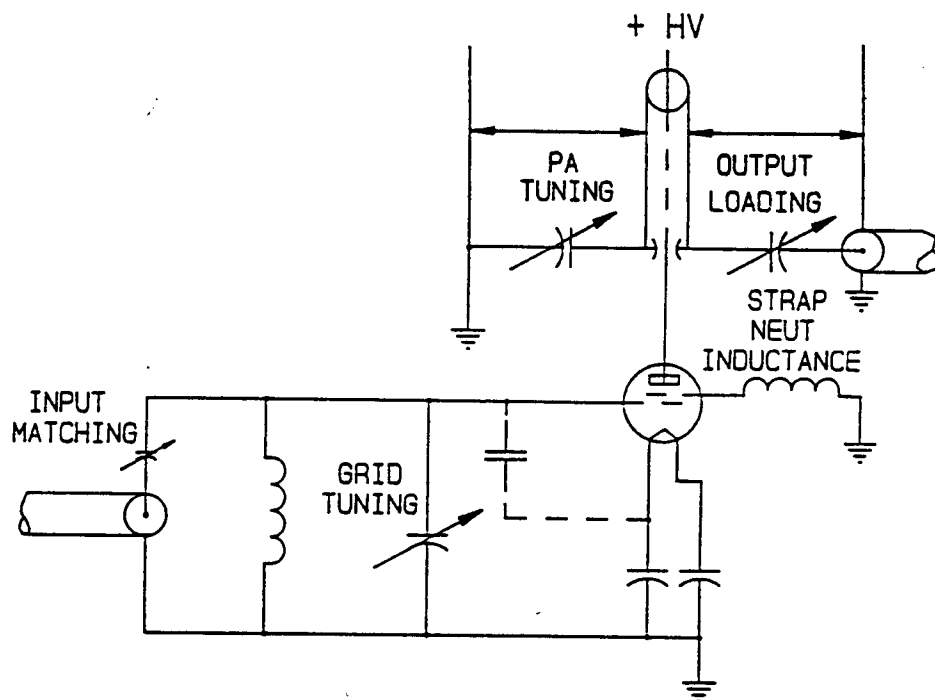 + HV
PA
TUNING
OUTPUT
LOADING
STRAP
NEUT
INDUCTANCE
INPUT
MATCHING
GRID
TUNING